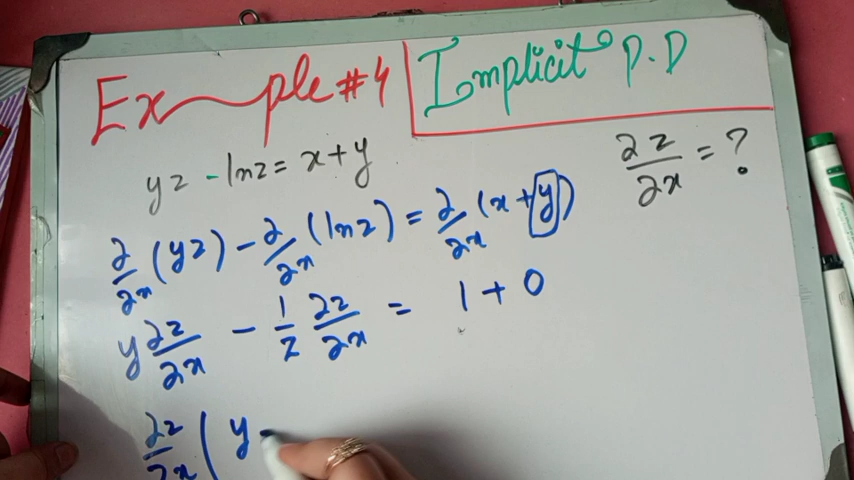 Example #4 | Implicit P.D
yz - lnz = x + y
∂z/∂x = ?
∂/∂x (yz) - ∂/∂x (lnz) = ∂/∂x (x + y)
y ∂z/∂x - 1/z ∂z/∂x = 1 + 0
∂z/∂x ( y -